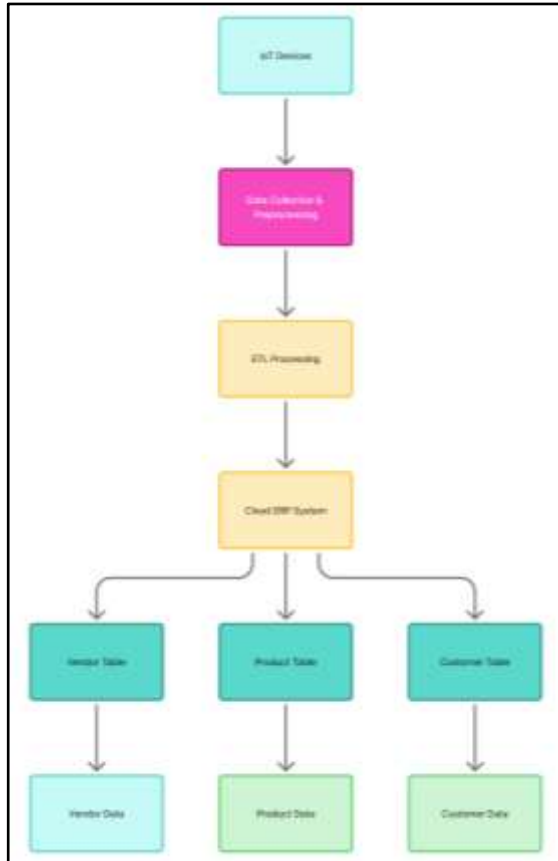 IoT Devices
Data Collection &
Preprocessing
ETL Processing
Cloud ERP System
Vendor Table
Product Table
Customer Table
Vendor Data
Product Data
Customer Data